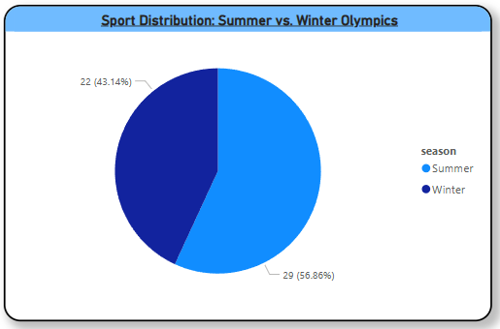 Sport Distribution: Summer vs. Winter Olympics
22 (43.14%)
season
Summer
Winter
29 (56.86%)